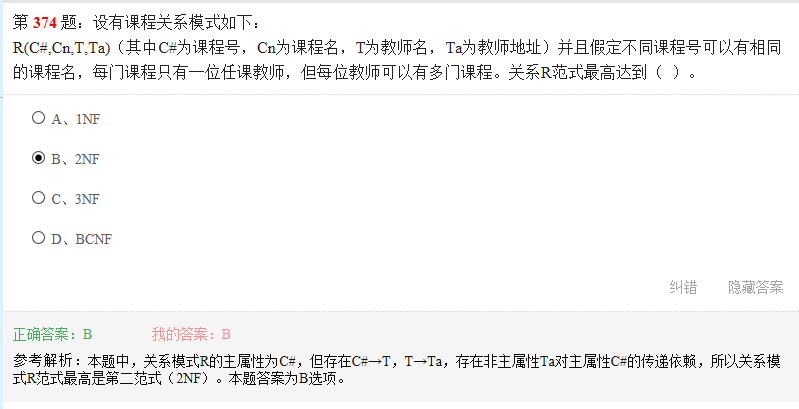 第 374 题：设有课程关系模式如下：
R(C#,Cn,T,Ta)（其中C#为课程号，Cn为课程名，T为教师名，Ta为教师地址）并且假定不同课程号可以有相同
的课程名，每门课程只有一位任课教师，但每位教师可以有多门课程。关系R范式最高达到（ ）。
A、1NF
B、2NF
C、3NF
D、BCNF
纠错 隐藏答案
正确答案：B 我的答案：B
参考解析：本题中，关系模式R的主属性为C#，但存在C#→T，T→Ta，存在非主属性Ta对主属性C#的传递依赖，所以关系模
式R范式最高是第二范式（2NF）。本题答案为B选项。